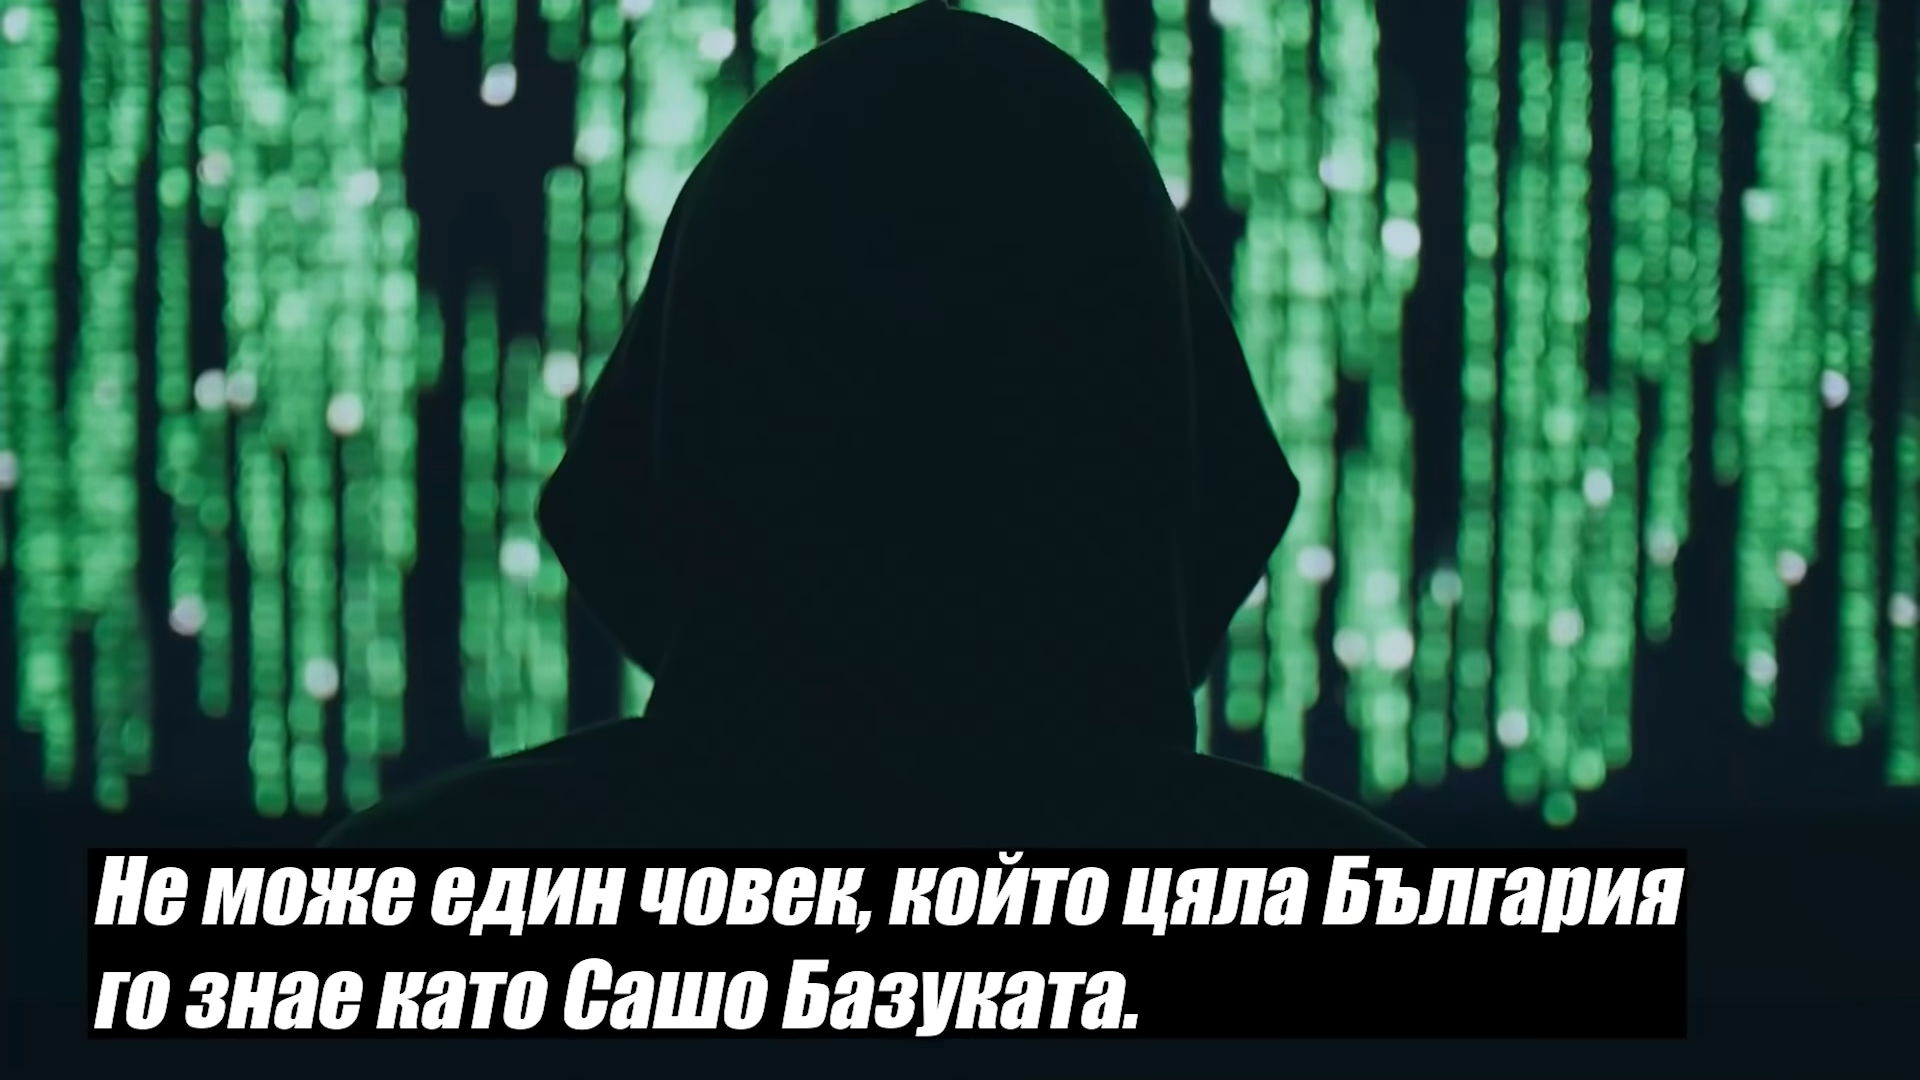 Не може един човек, който цяла България
го знае като Сашо Базуката.